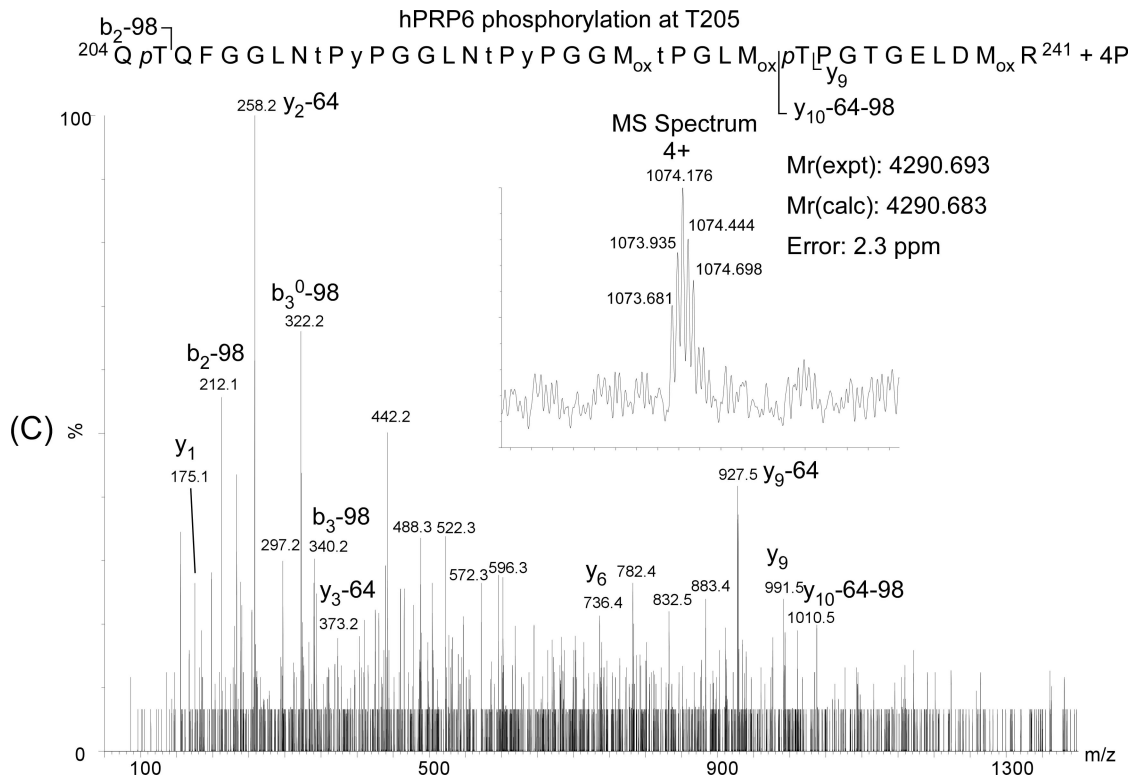 hPRP6 phosphorylation at T205
b2-98
204 Q pT Q F G G L N t P y P G G L N t P y P G G Mox t P G L Mox pT P G T G E L D Mox R 241 + 4P
y9
y10-64-98
100
258.2 y2-64
MS Spectrum
4+
1074.176
Mr(expt): 4290.693
Mr(calc): 4290.683
Error: 2.3 ppm
1074.444
1073.935
1074.698
1073.681
b3^0-98
322.2
b2-98
212.1
(C)
%
442.2
y1
175.1
927.5 y9-64
b3-98
297.2
340.2
488.3
522.3
y9
991.5
y10-64-98
1010.5
y3-64
373.2
572.3
596.3
y6
736.4
782.4
832.5
883.4
0
100
500
900
1300
m/z